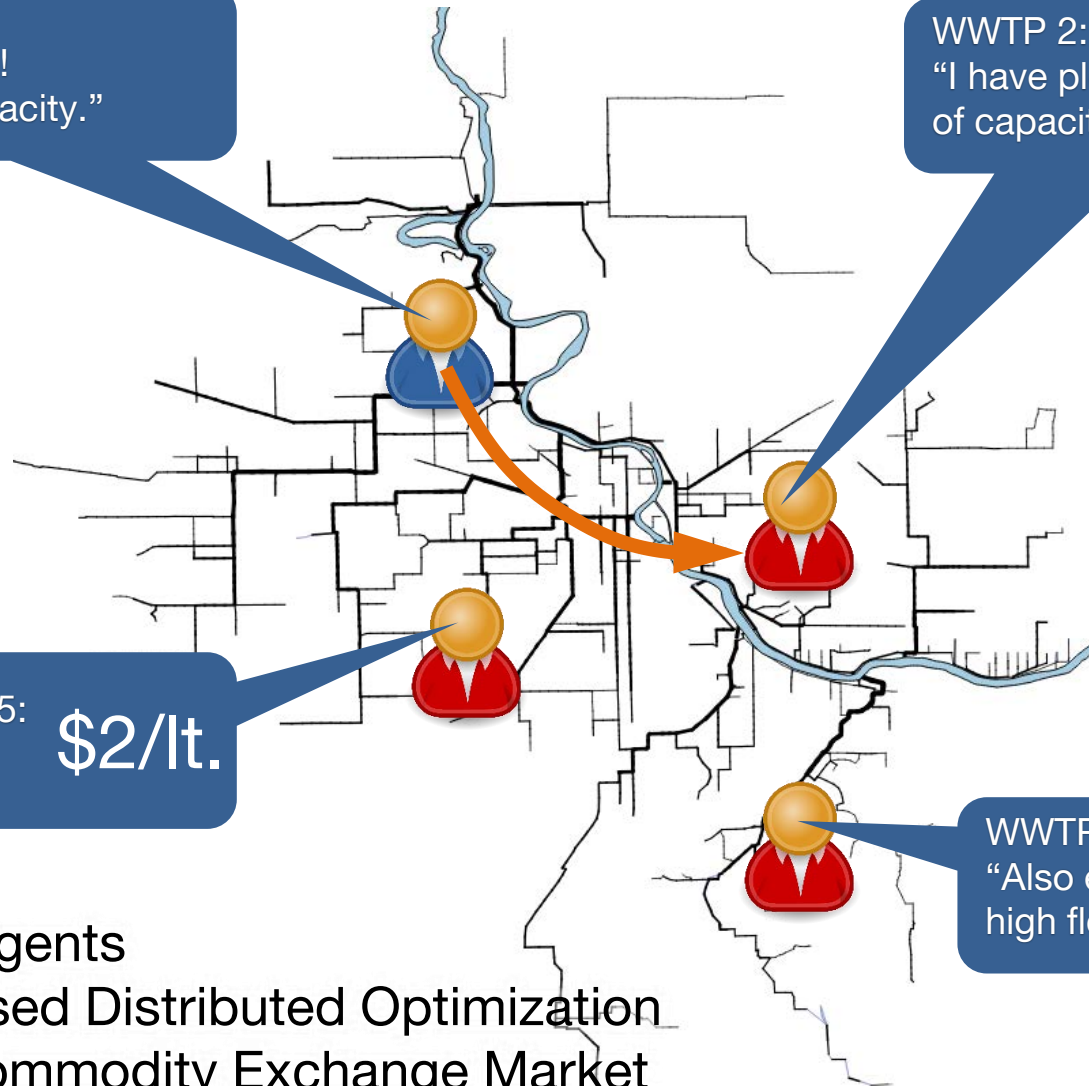 !
acity.”
WWTP 2:
“I have pl
of capacit
5:
$2/lt.
WWTP
“Also e
high flo
gents
sed Distributed Optimization
ommodity Exchange Market